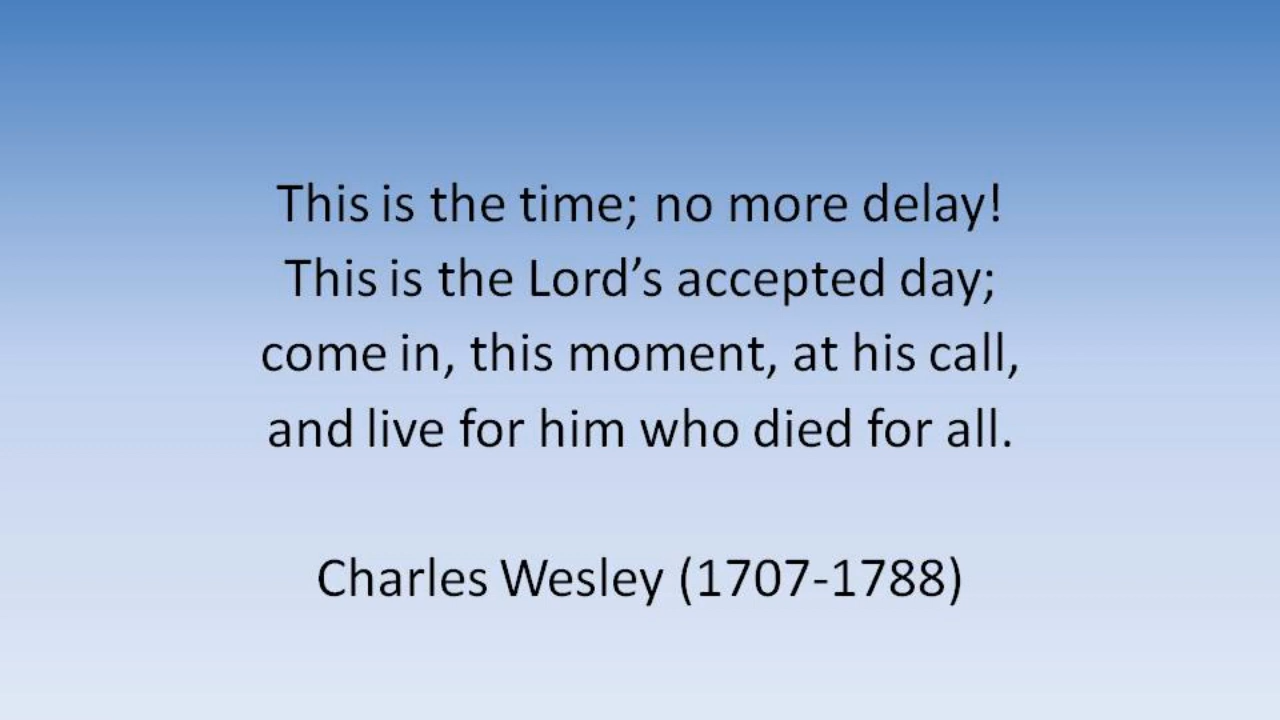 This is the time; no more delay!
This is the Lord’s accepted day;
come in, this moment, at his call,
and live for him who died for all.
Charles Wesley (1707-1788)